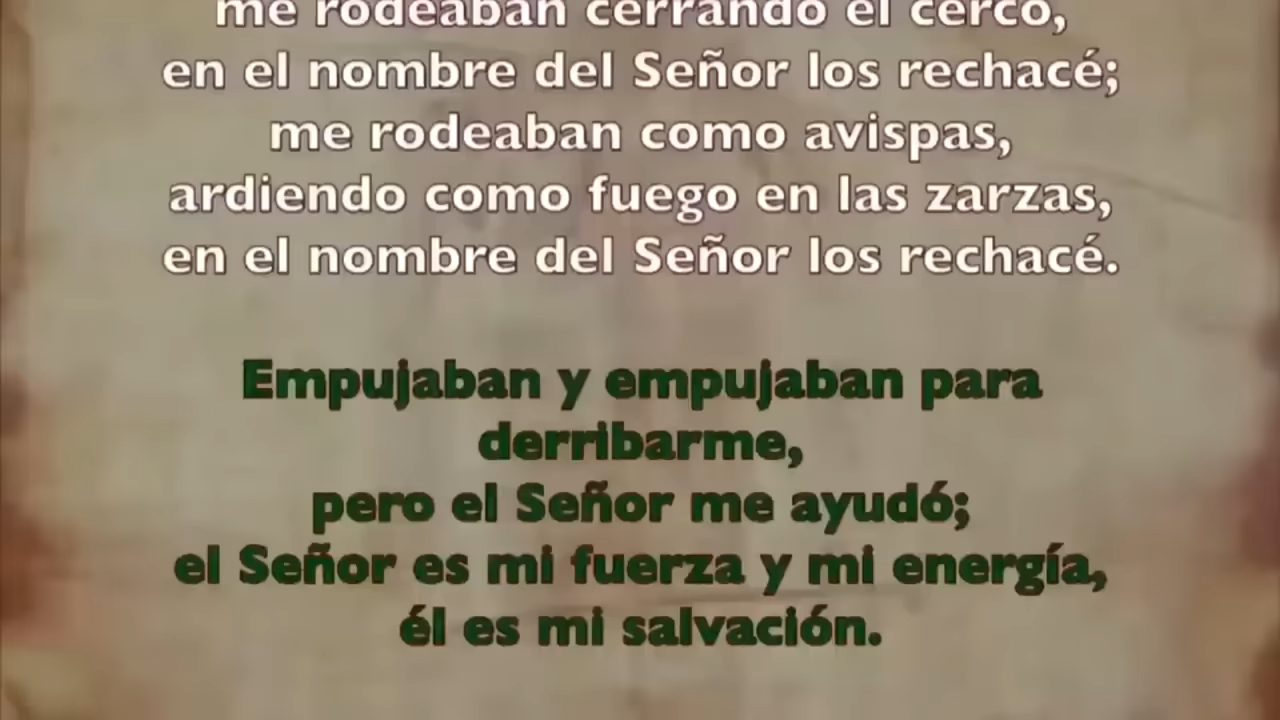 me rodeaban cerrando el cerco,
en el nombre del Señor los rechacé;
me rodeaban como avispas,
ardiendo como fuego en las zarzas,
en el nombre del Señor los rechacé.
Empujaban y empujaban para
derribarme,
pero el Señor me ayudó;
el Señor es mi fuerza y mi energía,
él es mi salvación.